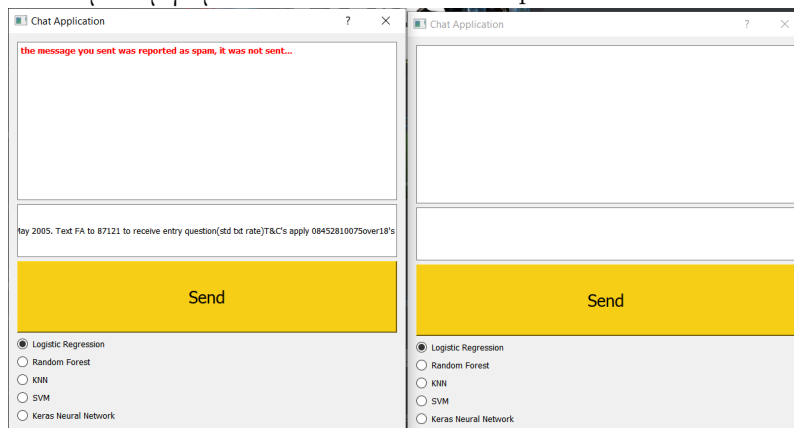 Chat Application
the message you sent was reported as spam, it was not sent...
May 2005. Text FA to 87121 to receive entry question(std txt rate)T&C's apply 08452810075over18's
Send
Logistic Regression
Random Forest
KNN
SVM
Keras Neural Network
Chat Application
Send
Logistic Regression
Random Forest
KNN
SVM
Keras Neural Network